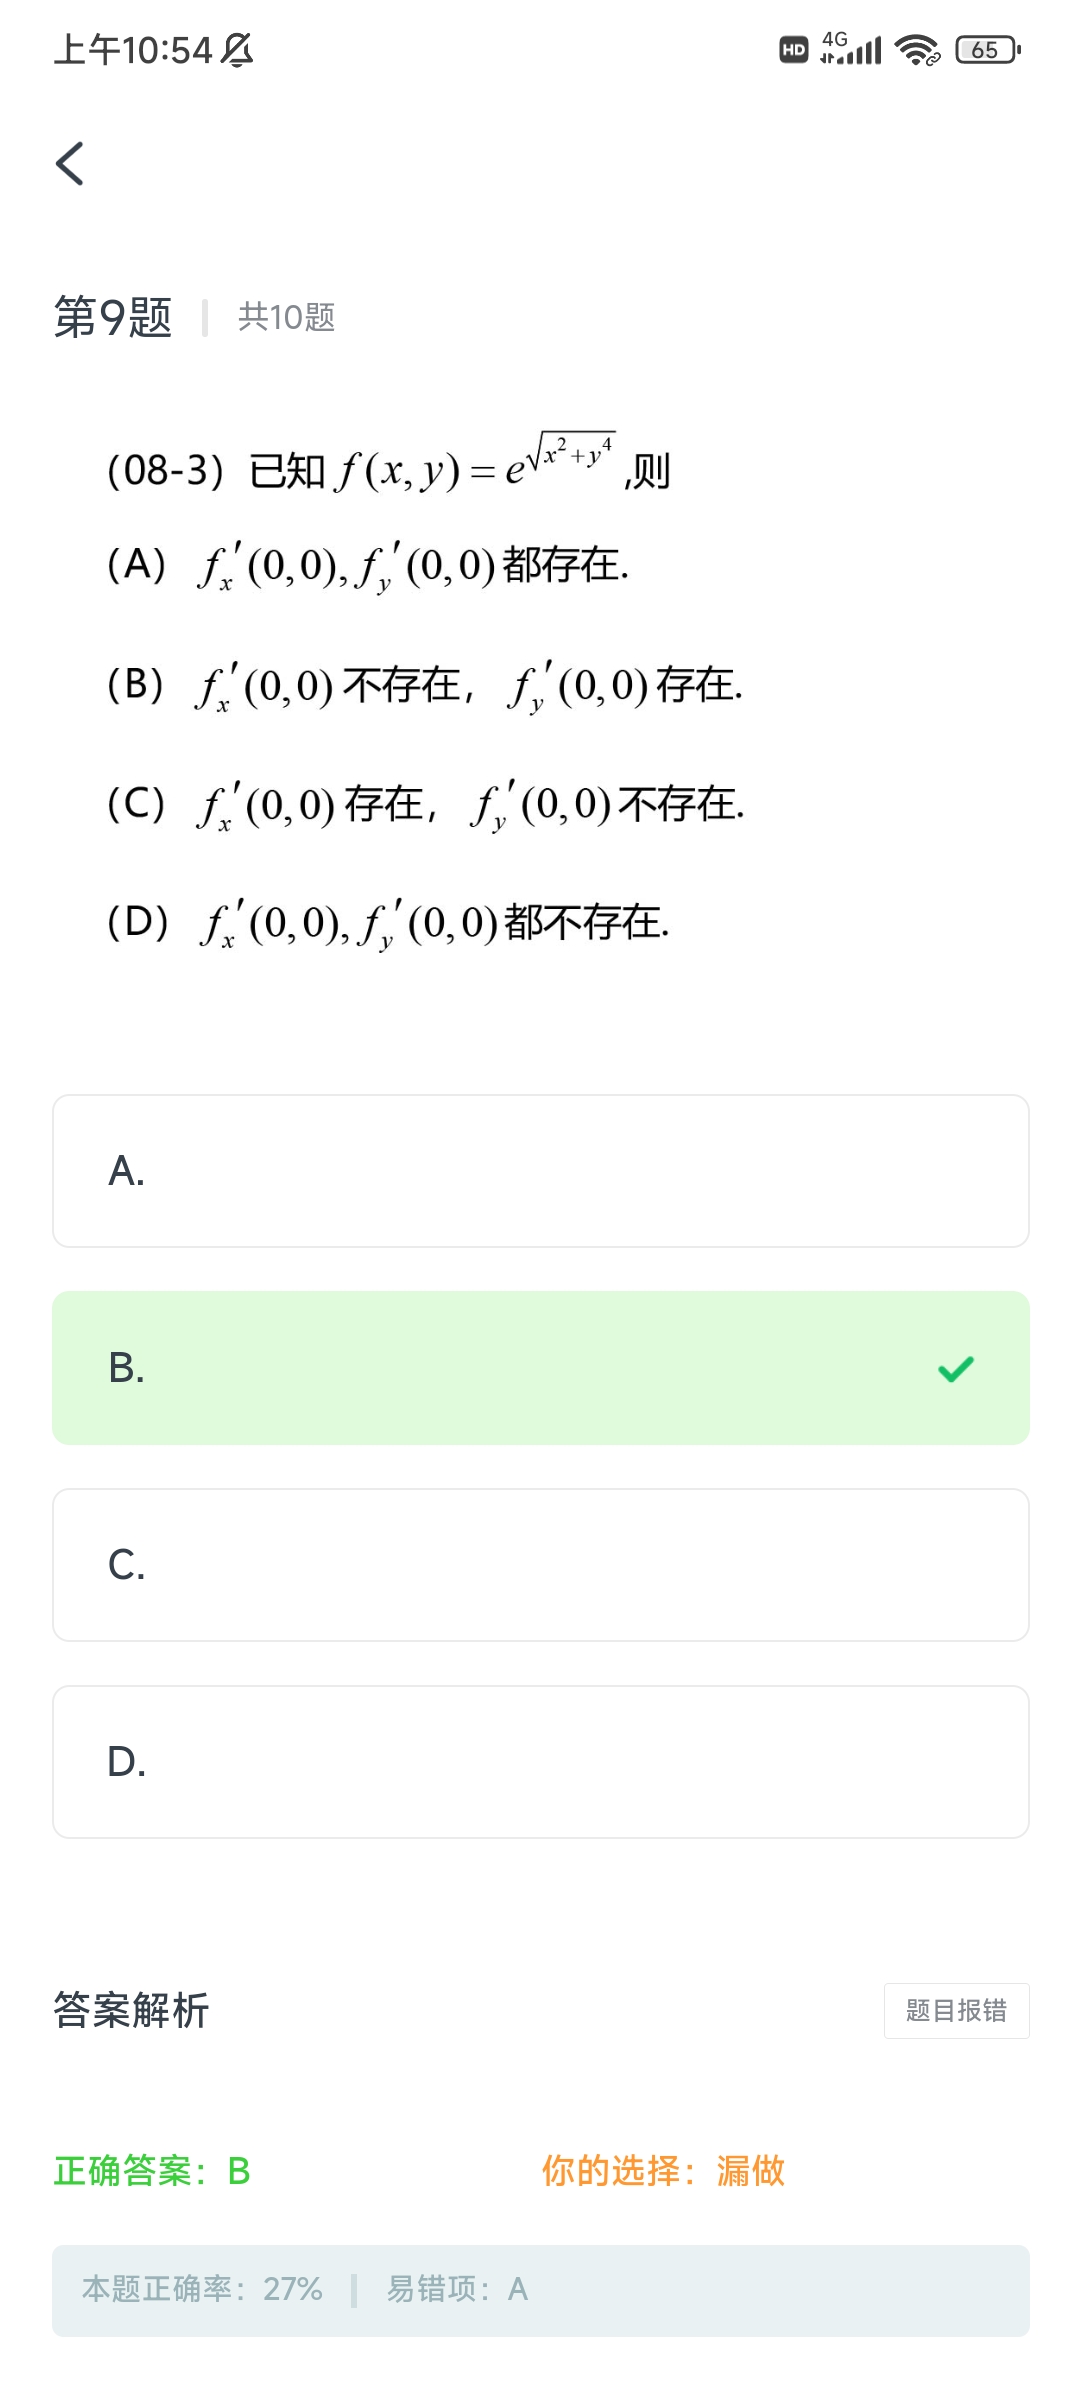 上午10:54 HD 4G 65
第9题 共10题
(08-3) 已知 f(x, y) = e^{\sqrt{x^2+y^4}},则
(A) f_x'(0,0), f_y'(0,0)都存在.
(B) f_x'(0,0)不存在, f_y'(0,0)存在.
(C) f_x'(0,0)存在, f_y'(0,0)不存在.
(D) f_x'(0,0), f_y'(0,0)都不存在.
A.
B.
C.
D.
答案解析 题目报错
正确答案：B 你的选择：漏做
本题正确率：27% 易错项：A